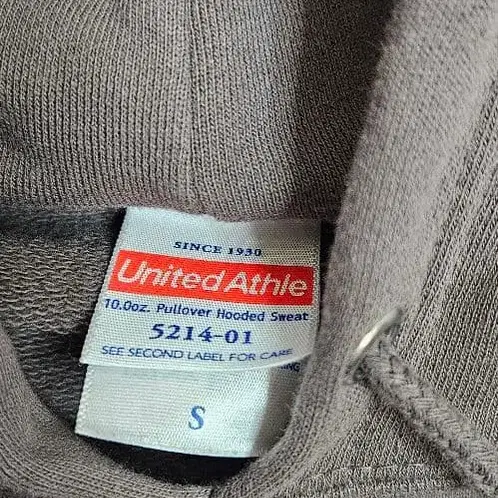 SINCE 1930
United Athle
10.0oz. Pullover Hooded Sweat
5214-01
SEE SECOND LABEL FOR CARE
S